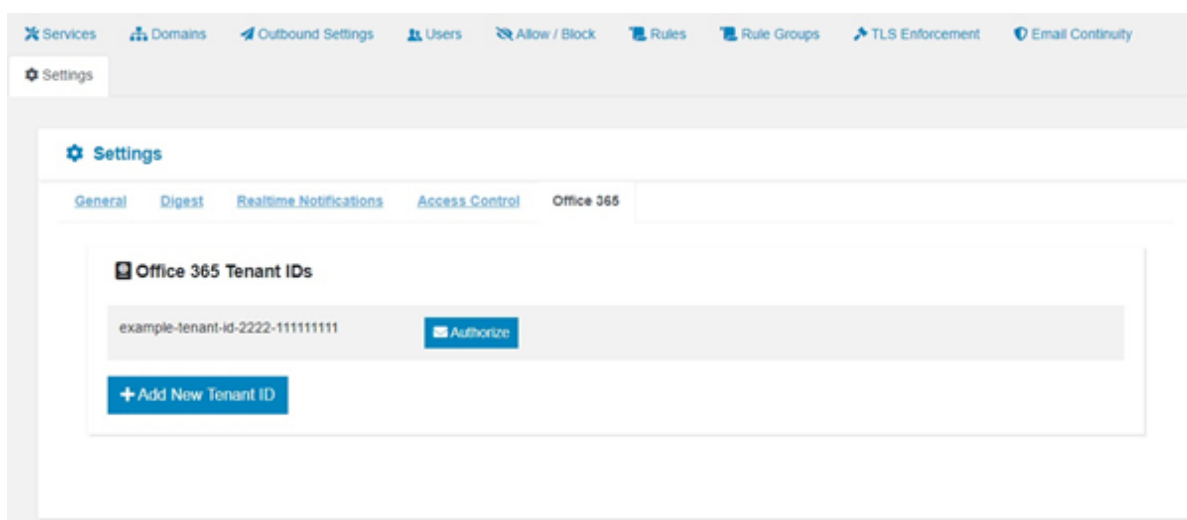 Services Domains Outbound Settings Users Allow / Block Rules Rule Groups TLS Enforcement Email Continuity
Settings
Settings
General Digest Realtime Notifications Access Control Office 365
Office 365 Tenant IDs
example-tenant-id-2222-111111111 Authorize
Add New Tenant ID